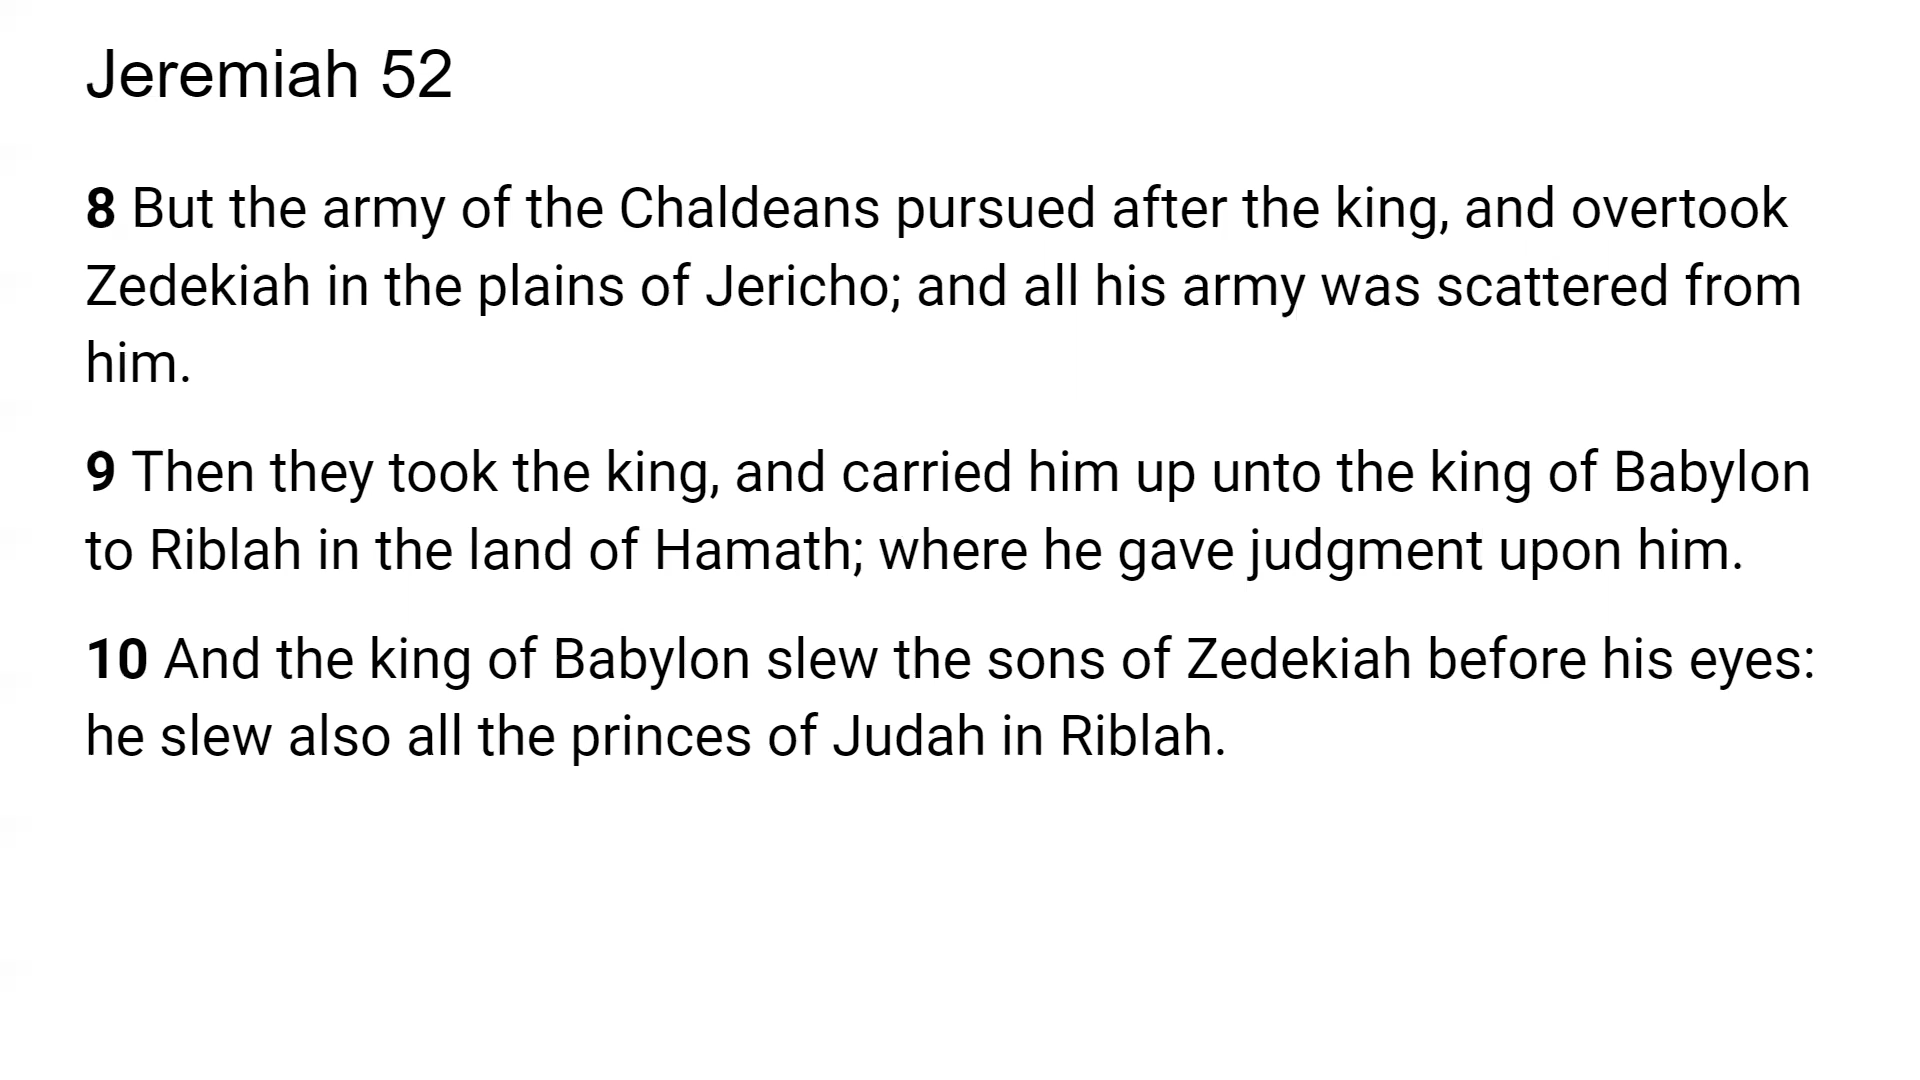 Jeremiah 52
8 But the army of the Chaldeans pursued after the king, and overtook
Zedekiah in the plains of Jericho; and all his army was scattered from
him.
9 Then they took the king, and carried him up unto the king of Babylon
to Riblah in the land of Hamath; where he gave judgment upon him.
10 And the king of Babylon slew the sons of Zedekiah before his eyes:
he slew also all the princes of Judah in Riblah.